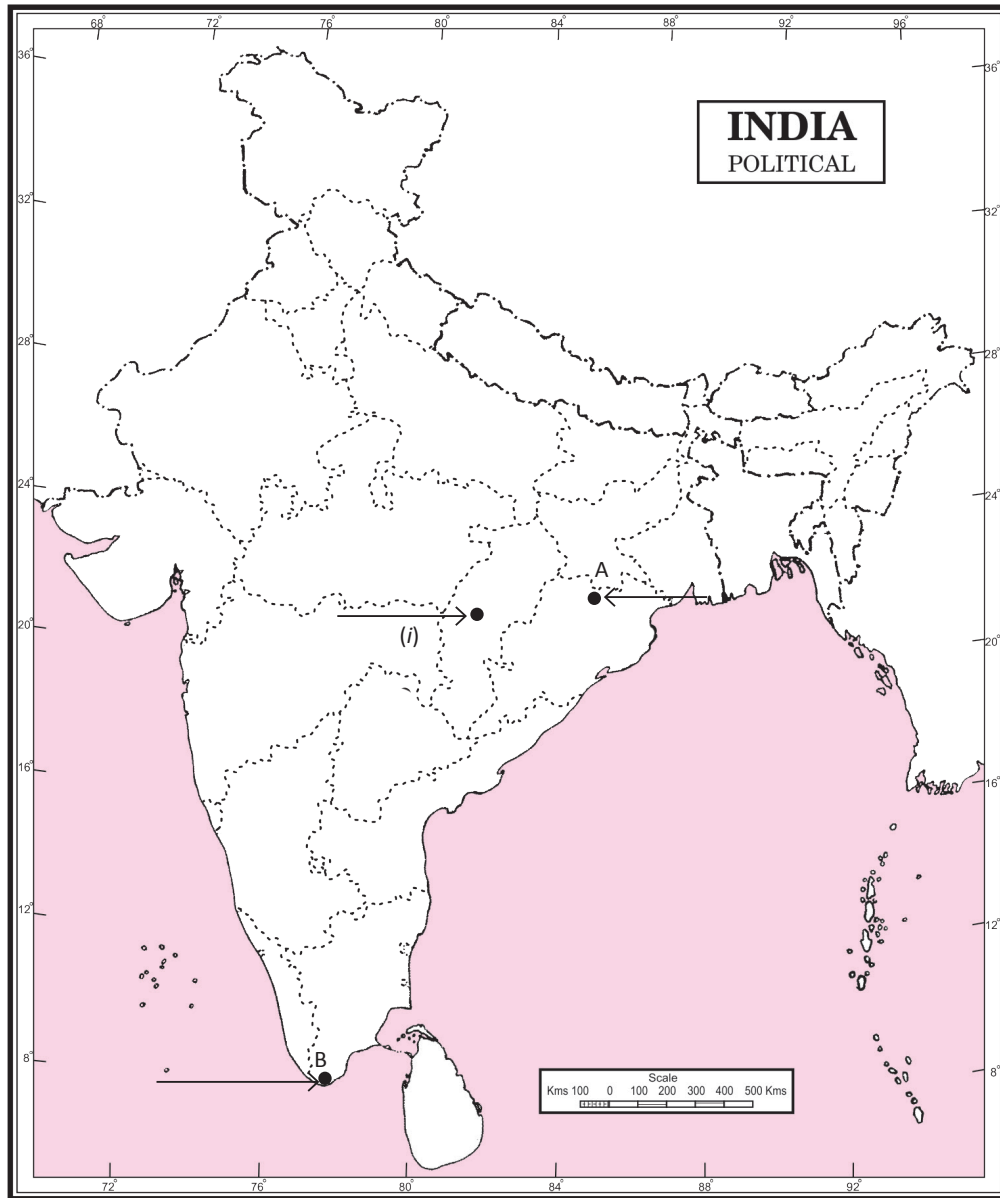 68° 72° 76° 80° 84° 88° 92° 96°
36° 36°
INDIA
POLITICAL
32° 32°
28° 28°
24° 24°
A
20° 20°
(i)
16° 16°
12° 12°
B
8° 8°
Scale
Kms 100 0 100 200 300 400 500 Kms
72° 76° 80° 84° 88° 92°